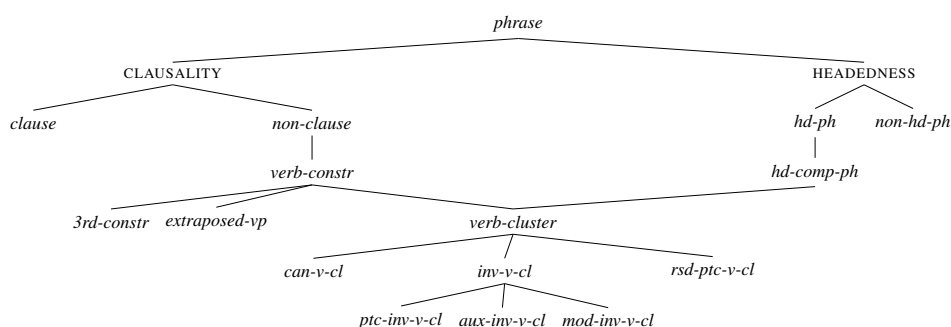 phrase
CLAUSALITY HEADEDNESS
clause non-clause hd-ph non-hd-ph
verb-constr hd-comp-ph
3rd-constr extraposed-vp verb-cluster
can-v-cl inv-v-cl rsd-ptc-v-cl
ptc-inv-v-cl aux-inv-v-cl mod-inv-v-cl